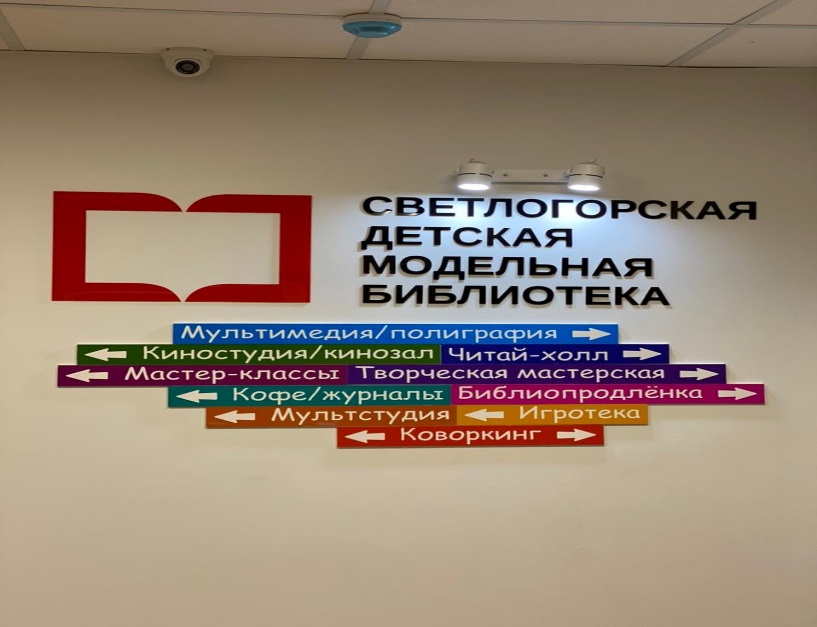 СВЕТЛОГОРСКАЯ
ДЕТСКАЯ
МОДЕЛЬНАЯ
БИБЛИОТЕКА
Мультимедия/полиграфия
Киностудия/кинозал Читай-холл
Мастер-классы Творческая мастерская
Кофе/журналы Библиопродлёнка
Мультстудия Игротека
Коворкинг